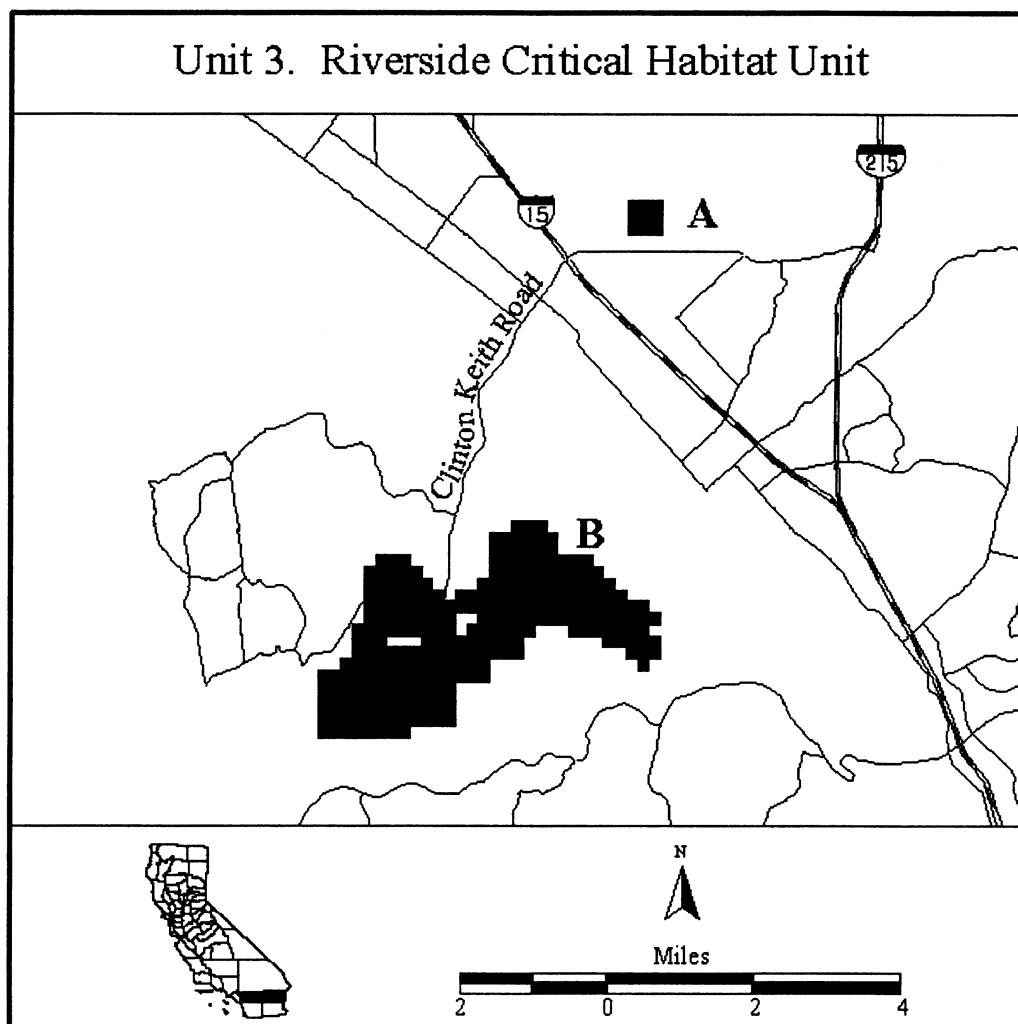 Unit 3. Riverside Critical Habitat Unit
215
15
A
Clinton Keith Road
B
N
Miles
2 0 2 4